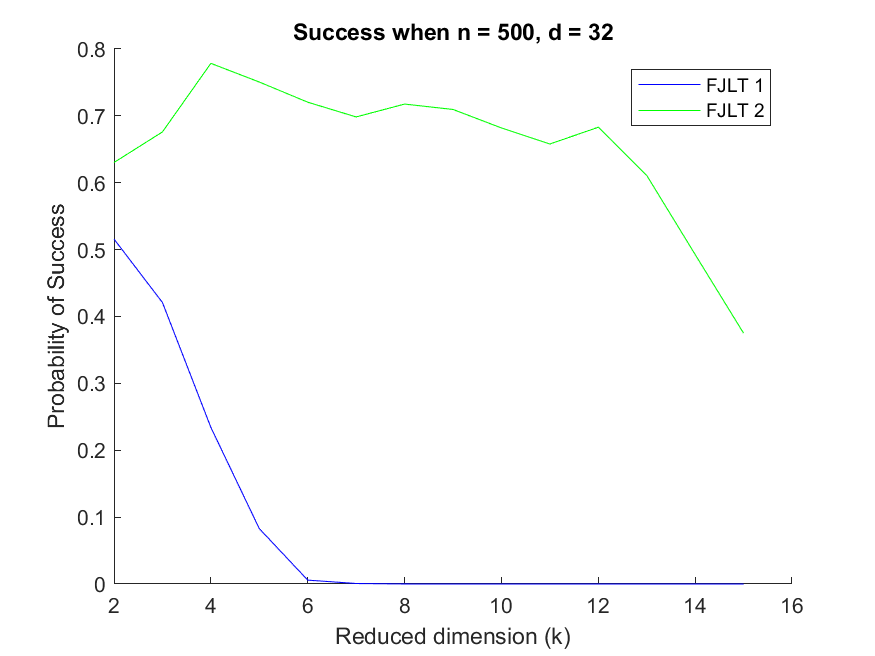 Success when n = 500, d = 32
FJLT 1
FJLT 2
0.8
0.7
0.6
0.5
0.4
0.3
0.2
0.1
0
Probability of Success
2 4 6 8 10 12 14 16
Reduced dimension (k)